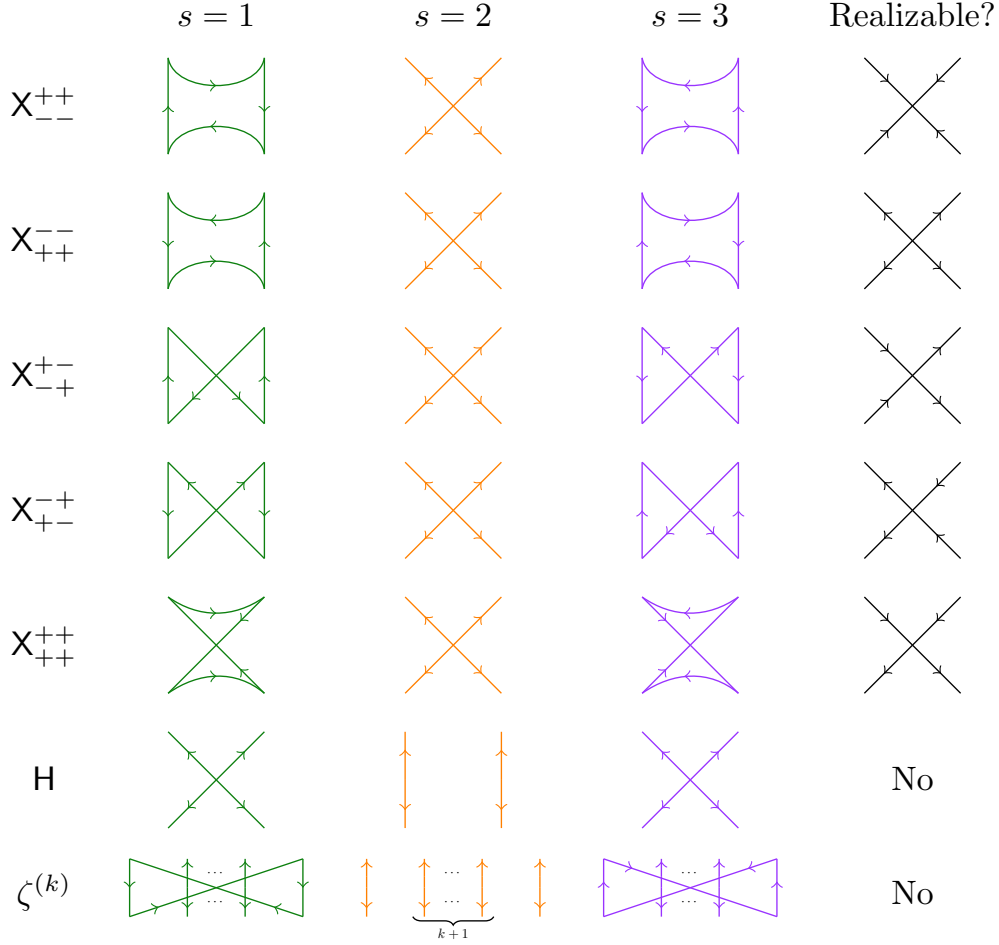 s = 1 s = 2 s = 3 Realizable?
X^{++}_{--}
X^{--}_{++}
X^{+-}_{-+}
X^{-+}_{+-}
X^{++}_{++}
H No
ζ^{(k)} ... ... ... ... ... ... No
k+1